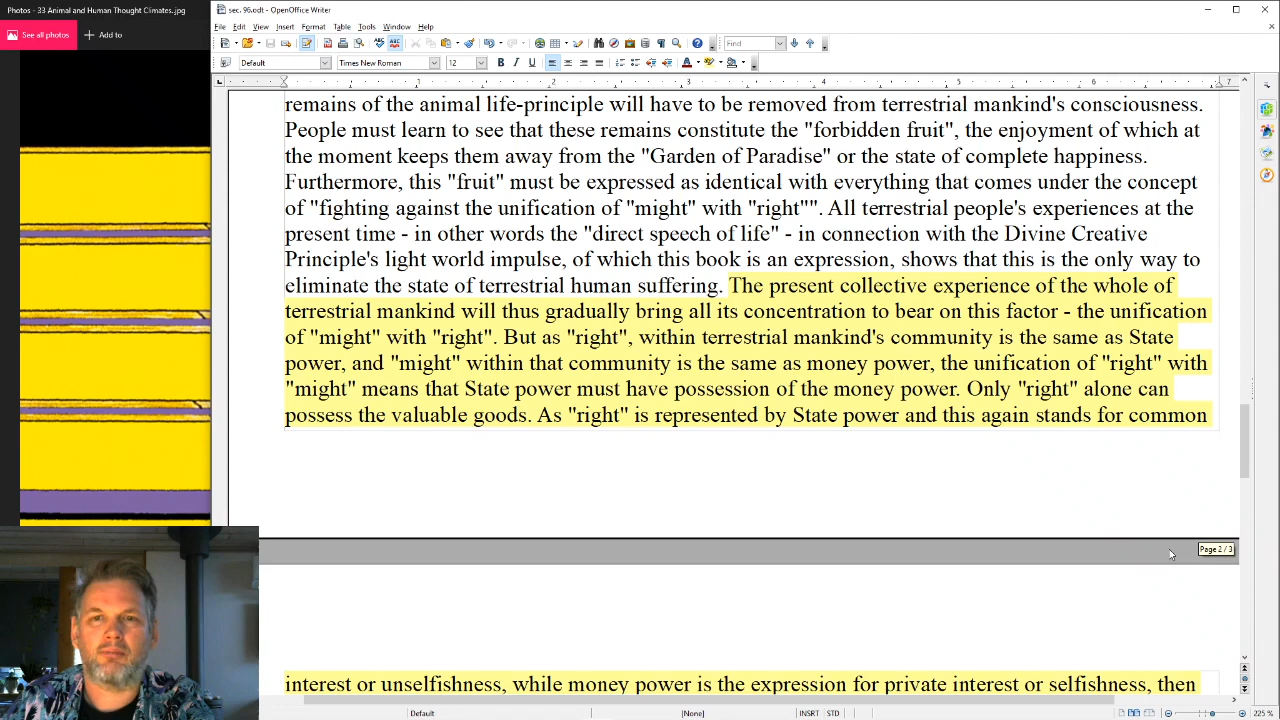 Photos - 33 Animal and Human Thought Climates.jpg
See all photos
Add to
sec. 96.odt - OpenOffice Writer
File Edit View Insert Format Table Tools Window Help
Find
Default
Times New Roman
12
1 2 3 4 5 6 7
remains of the animal life-principle will have to be removed from terrestrial mankind's consciousness.
People must learn to see that these remains constitute the "forbidden fruit", the enjoyment of which at
the moment keeps them away from the "Garden of Paradise" or the state of complete happiness.
Furthermore, this "fruit" must be expressed as identical with everything that comes under the concept
of "fighting against the unification of "might" with "right"". All terrestrial people's experiences at the
present time - in other words the "direct speech of life" - in connection with the Divine Creative
Principle's light world impulse, of which this book is an expression, shows that this is the only way to
eliminate the state of terrestrial human suffering. The present collective experience of the whole of
terrestrial mankind will thus gradually bring all its concentration to bear on this factor - the unification
of "might" with "right". But as "right", within terrestrial mankind's community is the same as State
power, and "might" within that community is the same as money power, the unification of "right" with
"might" means that State power must have possession of the money power. Only "right" alone can
possess the valuable goods. As "right" is represented by State power and this again stands for common
Page 2 / 3
interest or unselfishness, while money power is the expression for private interest or selfishness, then
Default
[None]
INSRT STD
225 %